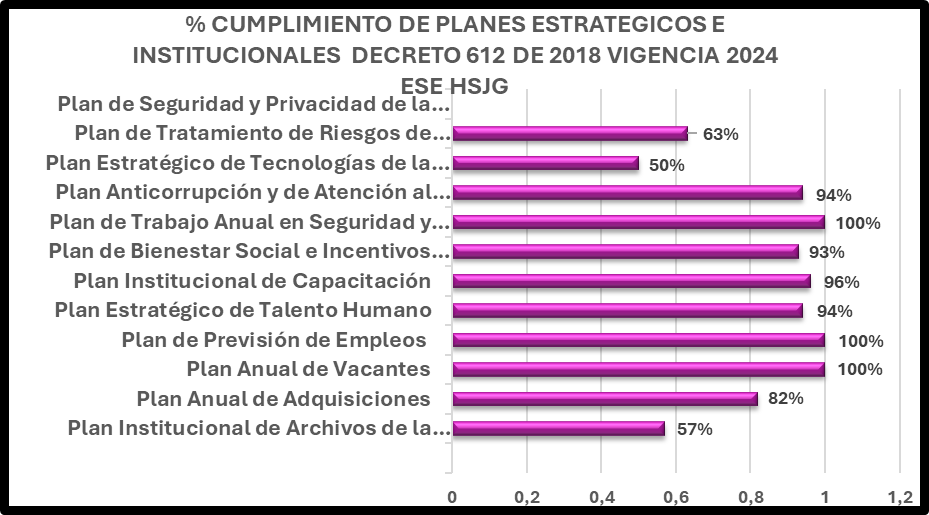 % CUMPLIMIENTO DE PLANES ESTRATEGICOS E
INSTITUCIONALES DECRETO 612 DE 2018 VIGENCIA 2024
ESE HSJG
Plan de Seguridad y Privacidad de la...
Plan de Tratamiento de Riesgos de... 63%
Plan Estratégico de Tecnologías de la... 50%
Plan Anticorrupción y de Atención al... 94%
Plan de Trabajo Anual en Seguridad y... 100%
Plan de Bienestar Social e Incentivos... 93%
Plan Institucional de Capacitación 96%
Plan Estratégico de Talento Humano 94%
Plan de Previsión de Empleos 100%
Plan Anual de Vacantes 100%
Plan Anual de Adquisiciones 82%
Plan Institucional de Archivos de la... 57%
0 0,2 0,4 0,6 0,8 1 1,2